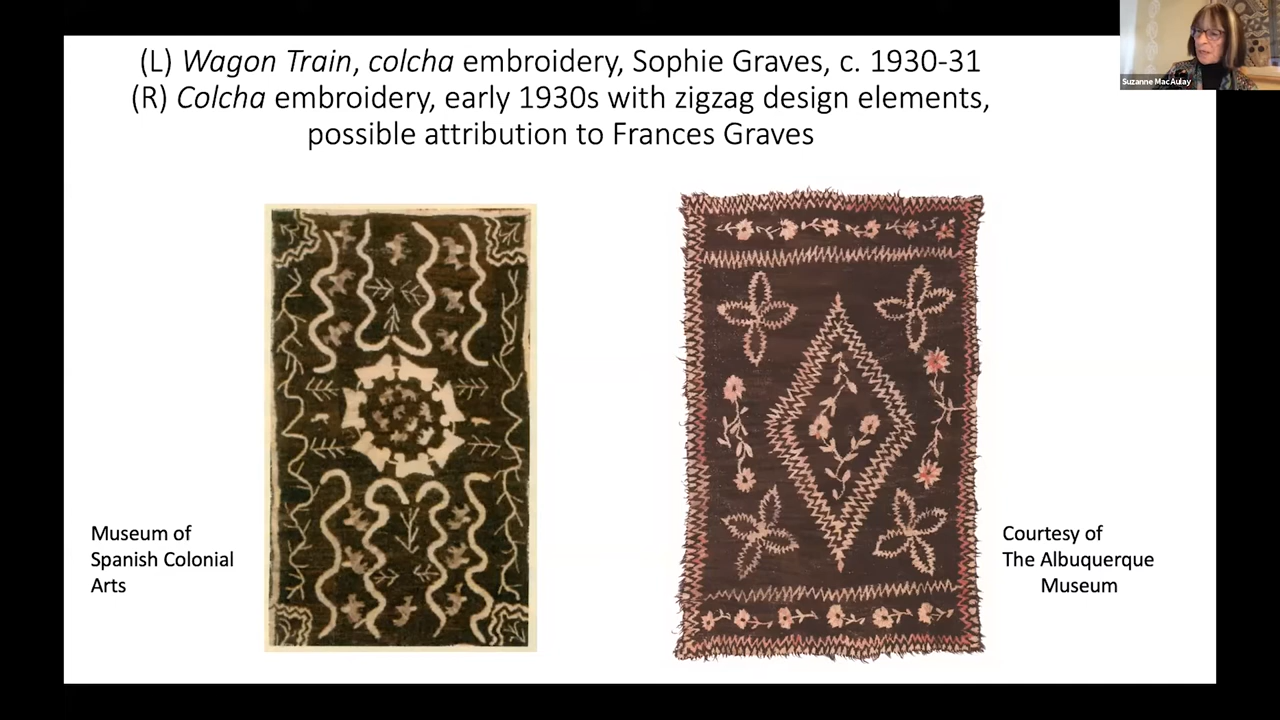 (L) Wagon Train, colcha embroidery, Sophie Graves, c. 1930-31
(R) Colcha embroidery, early 1930s with zigzag design elements,
possible attribution to Frances Graves
Suzanne MacAulay
Museum of
Spanish Colonial
Arts
Courtesy of
The Albuquerque
Museum